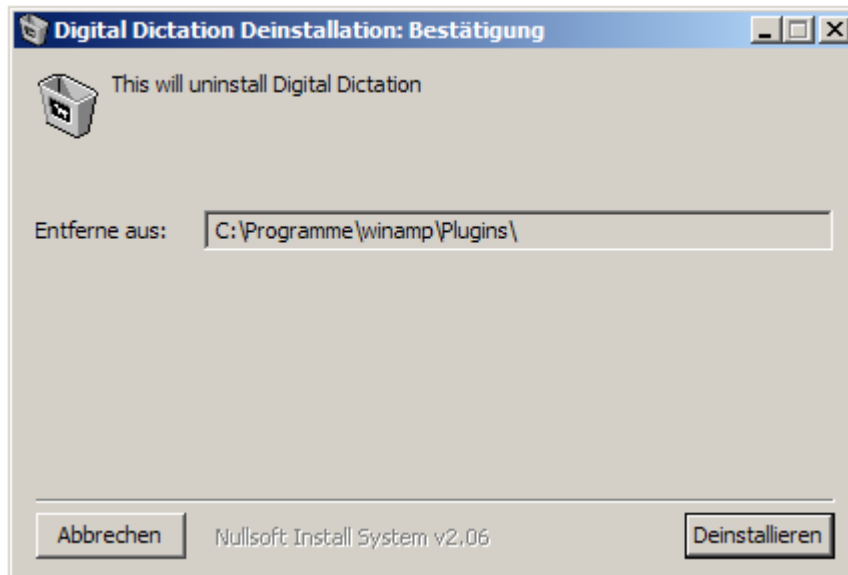 Digital Dictation Deinstallation: Bestätigung
This will uninstall Digital Dictation
Entferne aus: C:\Programme\winamp\Plugins\
Abbrechen Nullsoft Install System v2.06 Deinstallieren